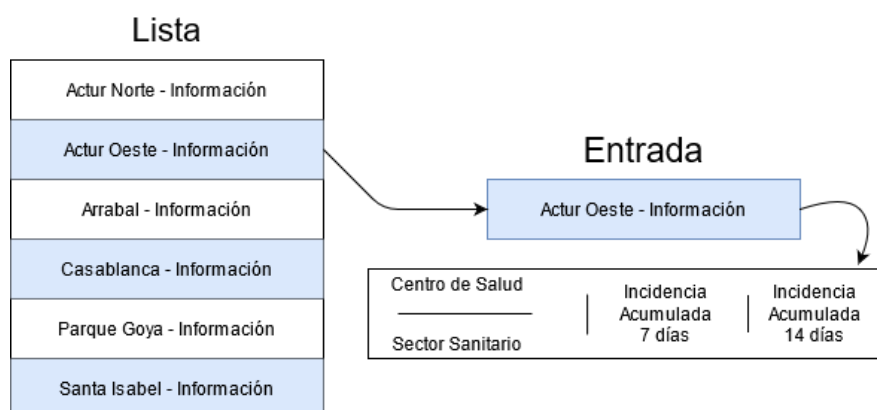 Lista
Actur Norte - Información
Actur Oeste - Información
Arrabal - Información
Casablanca - Información
Parque Goya - Información
Santa Isabel - Información
Entrada
Actur Oeste - Información
Centro de Salud
Sector Sanitario
Incidencia
Acumulada
7 días
Incidencia
Acumulada
14 días